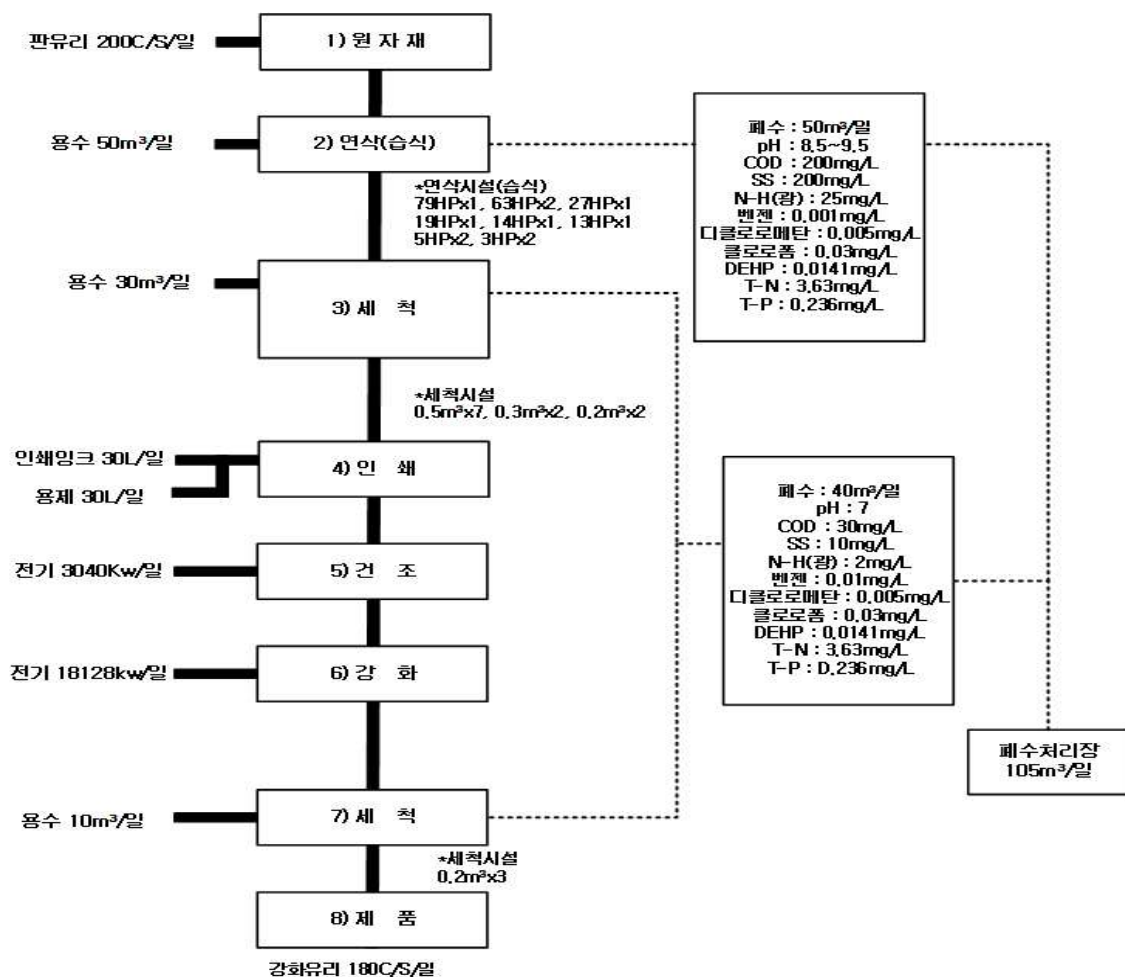 판유리 200C/S/일
1) 원 자 재
용수 50m³/일
2) 연삭(습식)
*연삭시설(습식)
79HPx1, 63HPx2, 27HPx1
19HPx1, 14HPx1, 13HPx1
5HPx2, 3HPx2
폐수 : 50m³/일
pH : 8,5~9,5
COD : 200mg/L
SS : 200mg/L
N-H(광) : 25mg/L
벤젠 : 0,001mg/L
디클로로메탄 : 0,005mg/L
클로로폼 : 0,03mg/L
DEHP : 0,0141mg/L
T-N : 3,63mg/L
T-P : 0,236mg/L
용수 30m³/일
3) 세 척
*세척시설
0,5m³x7, 0,3m³x2, 0,2m³x2
인쇄잉크 30L/일
용제 30L/일
4) 인 쇄
폐수 : 40m³/일
pH : 7
COD : 30mg/L
SS : 10mg/L
N-H(광) : 2mg/L
벤젠 : 0,01mg/L
디클로로메탄 : 0,005mg/L
클로로폼 : 0,03mg/L
DEHP : 0,0141mg/L
T-N : 3,63mg/L
T-P : D,236mg/L
전기 3040Kw/일
5) 건 조
전기 18128kw/일
6) 강 화
폐수처리장
105m³/일
용수 10m³/일
7) 세 척
*세척시설
0,2m³x3
8) 제 품
강화유리 180C/S/일